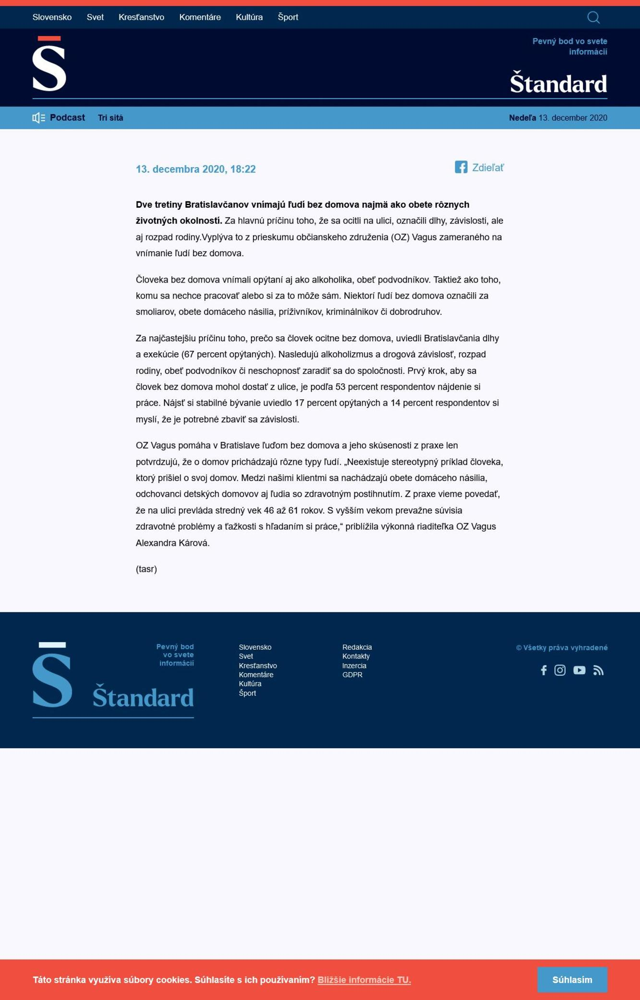 Slovensko Svet Kresťanstvo Komentáre Kultúra Šport
Š
Pevný bod vo svete
informácií
Štandard
Podcast Tri sitá Nedeľa 13. december 2020
13. decembra 2020, 18:22 Zdieľať
Dve tretiny Bratislavčanov vnímajú ľudí bez domova najmä ako obete rôznych
životných okolností. Za hlavnú príčinu toho, že sa ocitli na ulici, označili dlhy, závislosti, ale
aj rozpad rodiny.Vyplýva to z prieskumu občianskeho združenia (OZ) Vagus zameraného na
vnímanie ľudí bez domova.
Človeka bez domova vnímali opýtaní aj ako alkoholika, obeť podvodníkov. Taktiež ako toho,
komu sa nechce pracovať alebo si za to môže sám. Niektorí ľudí bez domova označili za
smoliarov, obete domáceho násilia, príživníkov, kriminálnikov či dobrodruhov.
Za najčastejšiu príčinu toho, prečo sa človek ocitne bez domova, uviedli Bratislavčania dlhy
a exekúcie (67 percent opýtaných). Nasledujú alkoholizmus a drogová závislosť, rozpad
rodiny, obeť podvodníkov či neschopnosť zaradiť sa do spoločnosti. Prvý krok, aby sa
človek bez domova mohol dostať z ulice, je podľa 53 percent respondentov nájdenie si
práce. Nájsť si stabilné bývanie uviedlo 17 percent opýtaných a 14 percent respondentov si
myslí, že je potrebné zbaviť sa závislosti.
OZ Vagus pomáha v Bratislave ľuďom bez domova a jeho skúsenosti z praxe len
potvrdzujú, že o domov prichádzajú rôzne typy ľudí. „Neexistuje stereotypný príklad človeka,
ktorý prišiel o svoj domov. Medzi našimi klientmi sa nachádzajú obete domáceho násilia,
odchovanci detských domovov aj ľudia so zdravotným postihnutím. Z praxe vieme povedať,
že na ulici prevláda stredný vek 46 až 61 rokov. S vyšším vekom prevažne súvisia
zdravotné problémy a ťažkosti s hľadaním si práce,“ priblížila výkonná riaditeľka OZ Vagus
Alexandra Kárová.
(tasr)
Š
Pevný bod
vo svete
informácií
Štandard
Slovensko
Svet
Kresťanstvo
Komentáre
Kultúra
Šport
Redakcia
Kontakty
Inzercia
GDPR
© Všetky práva vyhradené
Táto stránka využíva súbory cookies. Súhlasíte s ich používaním? Bližšie informácie TU. Súhlasím